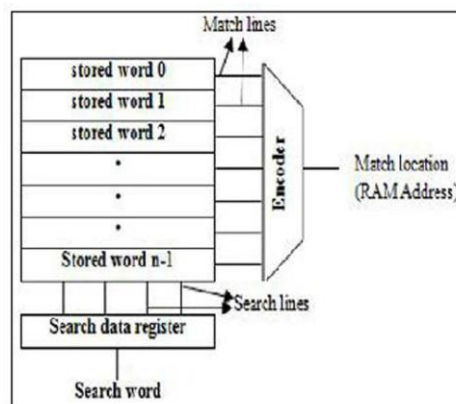 Match lines
stored word 0
stored word 1
stored word 2
Encoder
Match location
(RAM Address)
Stored word n-1
Search lines
Search data register
Search word